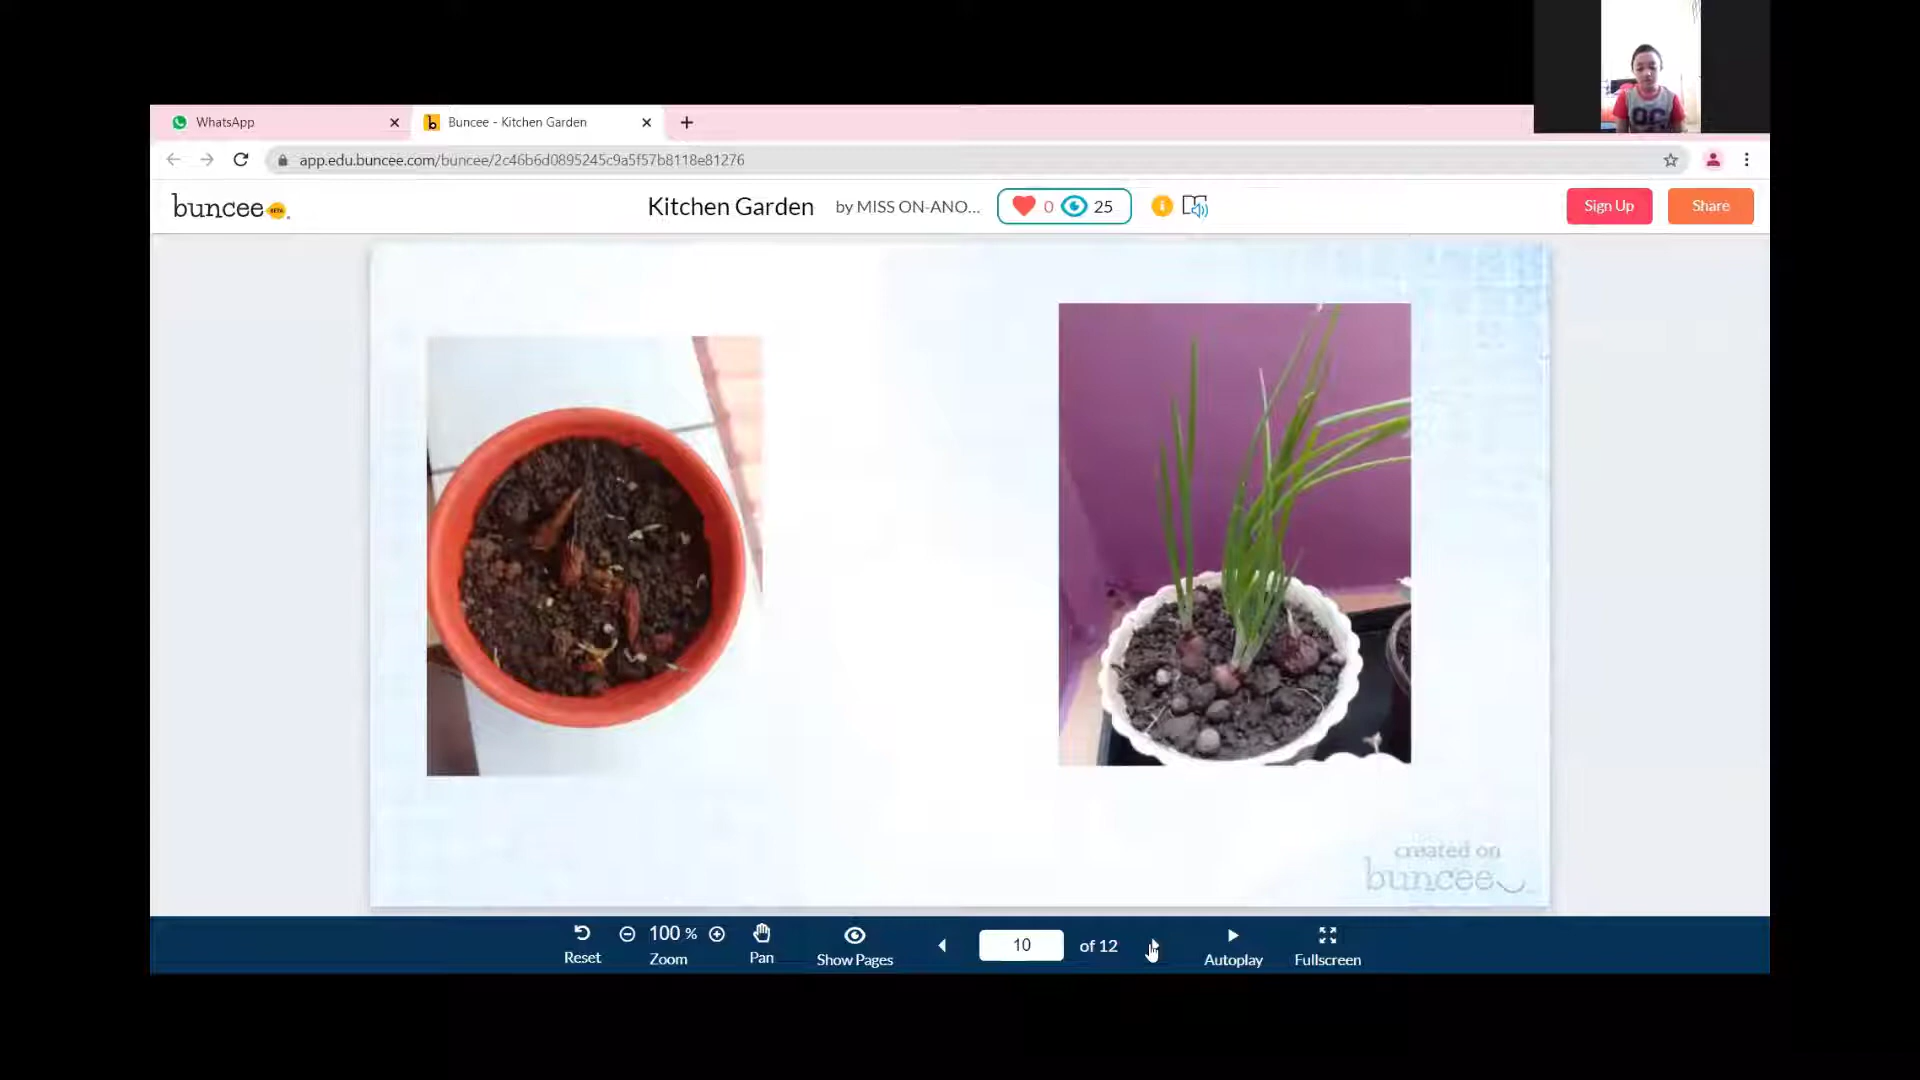 WhatsApp
Buncee - Kitchen Garden
app.edu.buncee.com/buncee/2c46b6d0895245c9a5f57b8118e81276
buncee BETA
Kitchen Garden
by MISS ON-ANO...
0
25
Sign Up
Share
created on
buncee
Reset
100 %
Zoom
Pan
Show Pages
10
of 12
Autoplay
Fullscreen